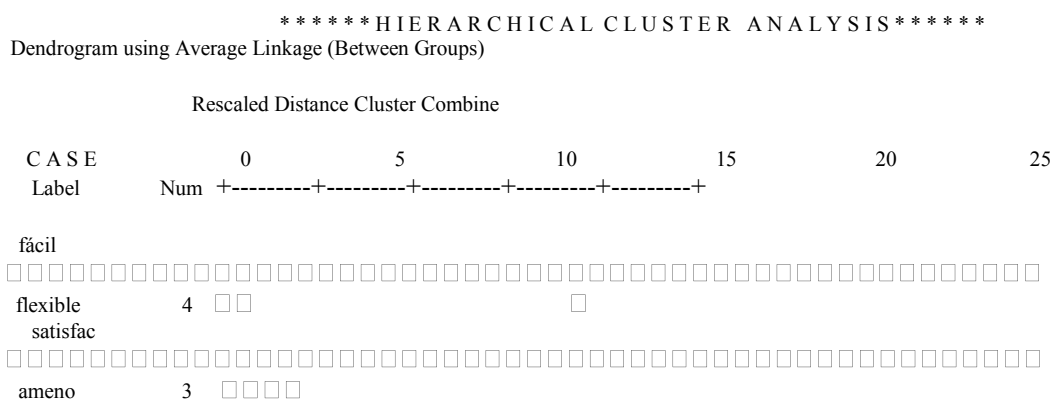 * * * * * * H I E R A R C H I C A L C L U S T E R A N A L Y S I S * * * * * *
Dendrogram using Average Linkage (Between Groups)
Rescaled Distance Cluster Combine
C A S E 0 5 10 15 20 25
Label Num +---------+---------+---------+---------+---------+
fácil
□□□□□□□□□□□□□□□□□□□□□□□□□□□□□□□□□□□□□□□□□□□□□□□□□
flexible 4 □□ □
satisfac
□□□□□□□□□□□□□□□□□□□□□□□□□□□□□□□□□□□□□□□□□□□□□□□□□
ameno 3 □□□□